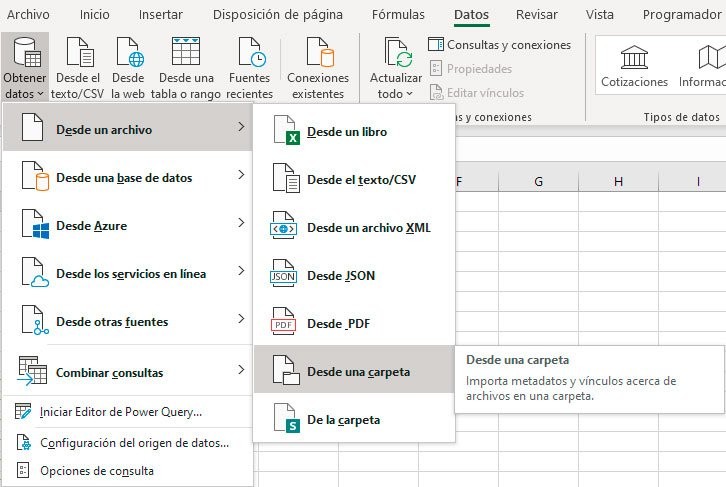 Archivo Inicio Insertar Disposición de página Fórmulas Datos Revisar Vista Programador
Obtener datos
Desde el texto/CSV
Desde la web
Desde una tabla o rango
Fuentes recientes
Conexiones existentes
Actualizar todo
Consultas y conexiones
Propiedades
Editar vínculos
s y conexiones
Cotizaciones
Informac
Tipos de datos
Desde un archivo
Desde una base de datos
Desde Azure
Desde los servicios en línea
Desde otras fuentes
Combinar consultas
Iniciar Editor de Power Query...
Configuración del origen de datos...
Opciones de consulta
Desde un libro
Desde el texto/CSV
Desde un archivo XML
JSON
Desde JSON
PDF
Desde PDF
Desde una carpeta
De la carpeta
F G H I
Desde una carpeta
Importa metadatos y vínculos acerca de
archivos en una carpeta.